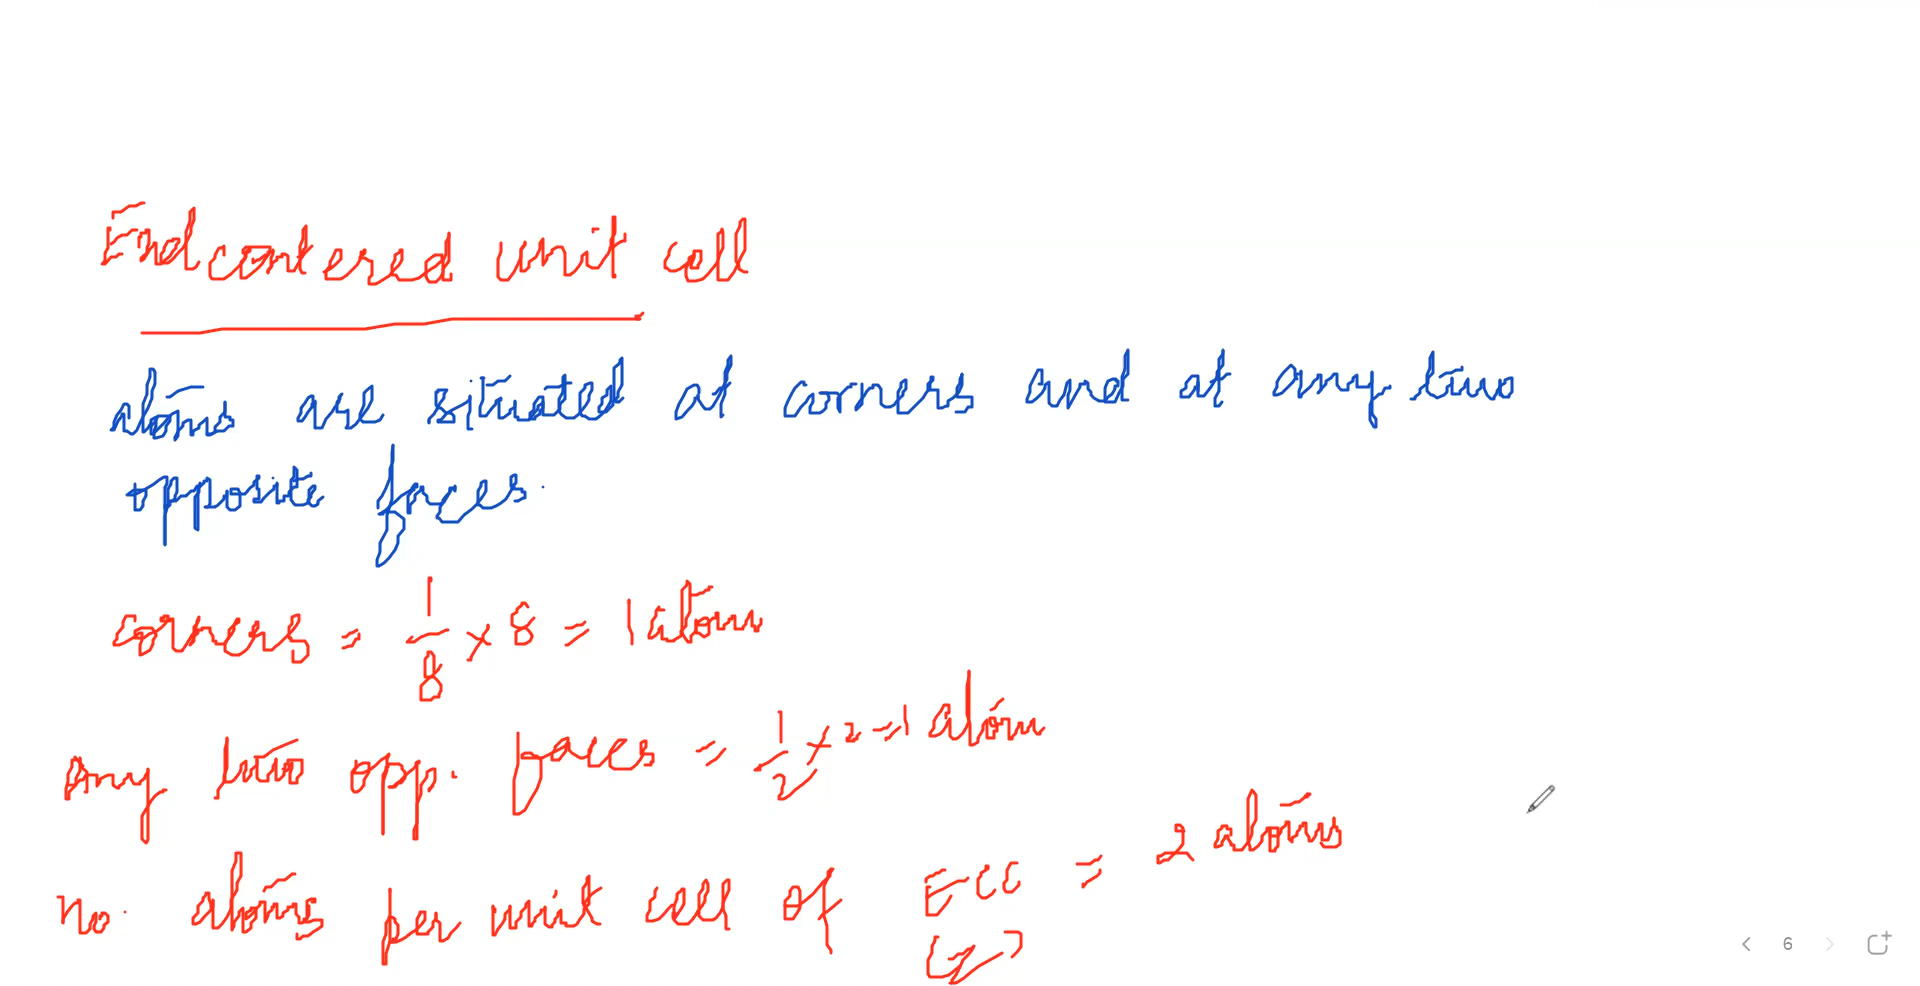 End centered unit cell
atoms are situated at corners and at any two
opposite faces.
corners = 1/8 × 8 = 1 atom
Any two opp. faces = 1/2 × 2 = 1 atom
no. atoms per unit cell of ECC = 2 atoms
(z)
6